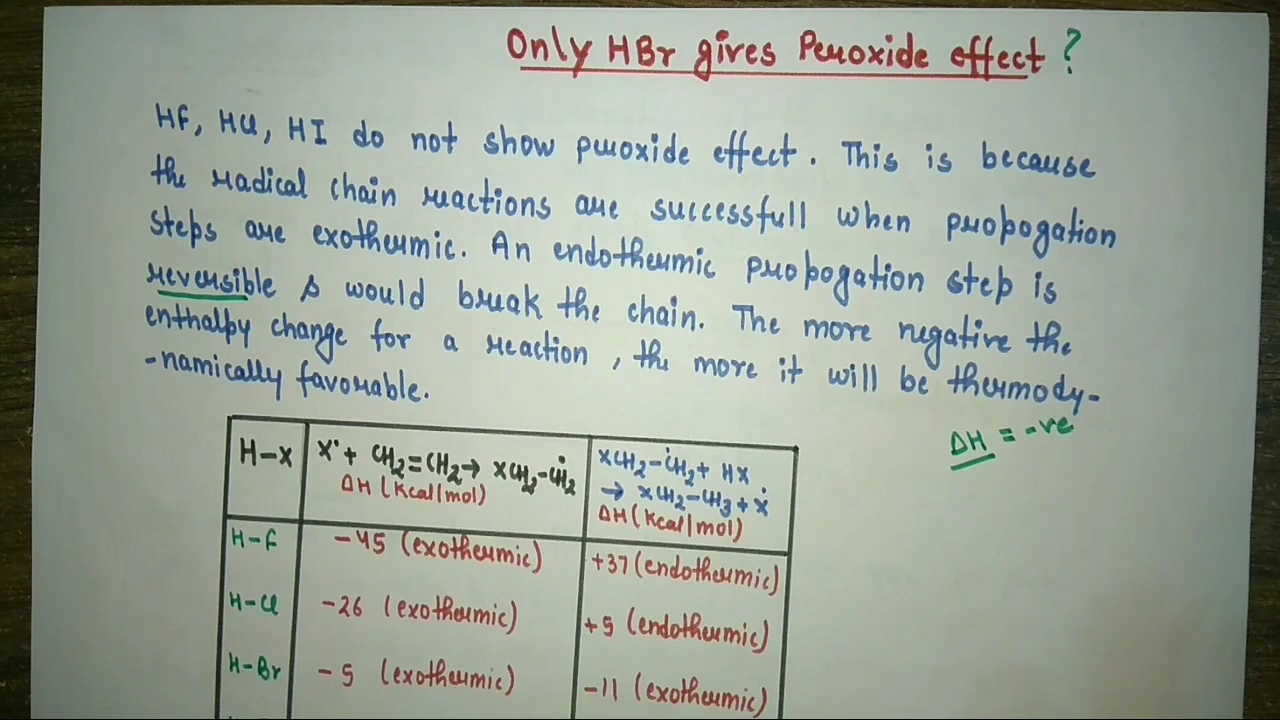 Only HBr gives Peroxide effect ?
HF, HCl, HI do not show peroxide effect. This is because
the radical chain reactions are successfull when propogation
steps are exothermic. An endothermic propogation step is
reversible & would break the chain. The more negative the
enthalpy change for a reaction, the more it will be thermody-
-namically favorable.
ΔH = -ve
H-X
X• + CH₂=CH₂ → XCH₂-ĊH₂
ΔH (Kcal/mol)
XCH₂-ĊH₂ + HX
→ XCH₂-CH₃ + Ẋ
ΔH (Kcal/mol)
H-F
-45 (exothermic)
+37 (endothermic)
H-Cl
-26 (exothermic)
+5 (endothermic)
H-Br
-5 (exothermic)
-11 (exothermic)